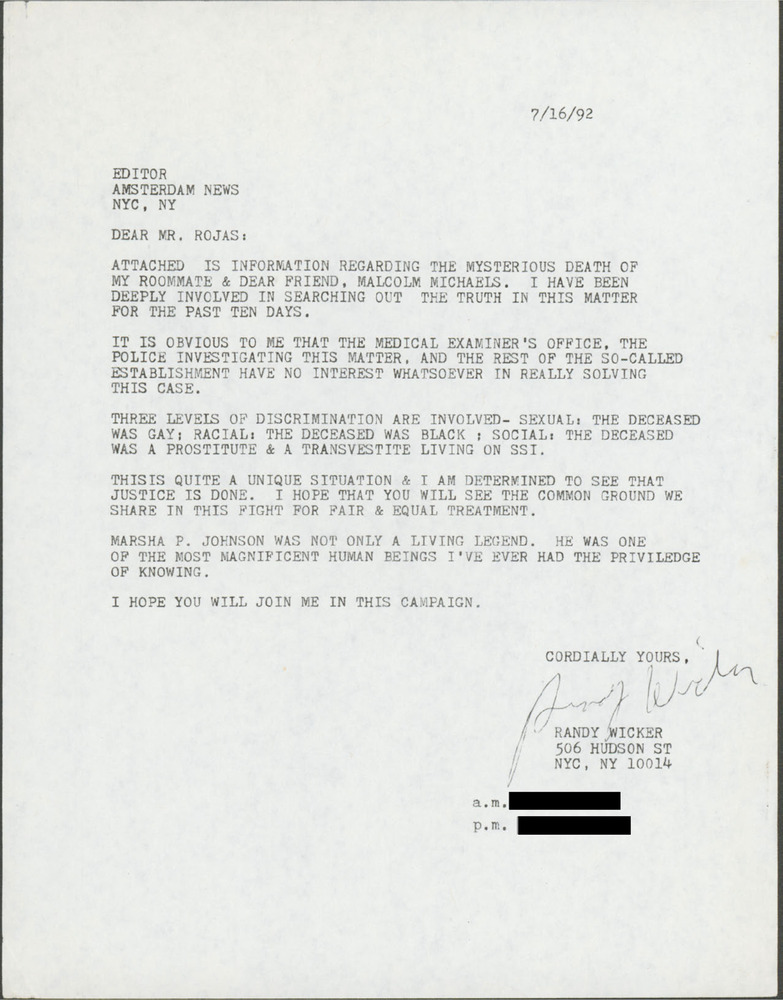 7/16/92
EDITOR
AMSTERDAM NEWS
NYC, NY
DEAR MR. ROJAS:
ATTACHED IS INFORMATION REGARDING THE MYSTERIOUS DEATH OF
MY ROOMMATE & DEAR FRIEND, MALCOLM MICHAELS. I HAVE BEEN
DEEPLY INVOLVED IN SEARCHING OUT THE TRUTH IN THIS MATTER
FOR THE PAST TEN DAYS.
IT IS OBVIOUS TO ME THAT THE MEDICAL EXAMINER'S OFFICE, THE
POLICE INVESTIGATING THIS MATTER, AND THE REST OF THE SO-CALLED
ESTABLISHMENT HAVE NO INTEREST WHATSOEVER IN REALLY SOLVING
THIS CASE.
THREE LEVELS OF DISCRIMINATION ARE INVOLVED- SEXUAL: THE DECEASED
WAS GAY; RACIAL: THE DECEASED WAS BLACK ; SOCIAL: THE DECEASED
WAS A PROSTITUTE & A TRANSVESTITE LIVING ON SSI.
THISIS QUITE A UNIQUE SITUATION & I AM DETERMINED TO SEE THAT
JUSTICE IS DONE. I HOPE THAT YOU WILL SEE THE COMMON GROUND WE
SHARE IN THIS FIGHT FOR FAIR & EQUAL TREATMENT.
MARSHA P. JOHNSON WAS NOT ONLY A LIVING LEGEND. HE WAS ONE
OF THE MOST MAGNIFICENT HUMAN BEINGS I'VE EVER HAD THE PRIVILEDGE
OF KNOWING.
I HOPE YOU WILL JOIN ME IN THIS CAMPAIGN.
CORDIALLY YOURS,
Randy Wicker
RANDY WICKER
506 HUDSON ST
NYC, NY 10014
a.m.
p.m.